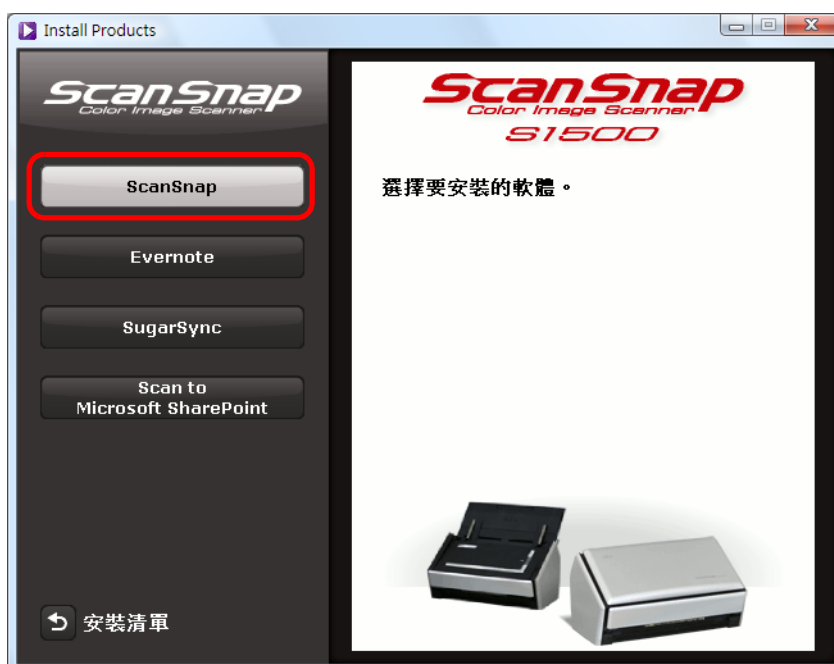 Install Products
ScanSnap
Color Image Scanner
ScanSnap
Evernote
SugarSync
Scan to
Microsoft SharePoint
安裝清單
ScanSnap
Color Image Scanner
S1500
選擇要安裝的軟體。